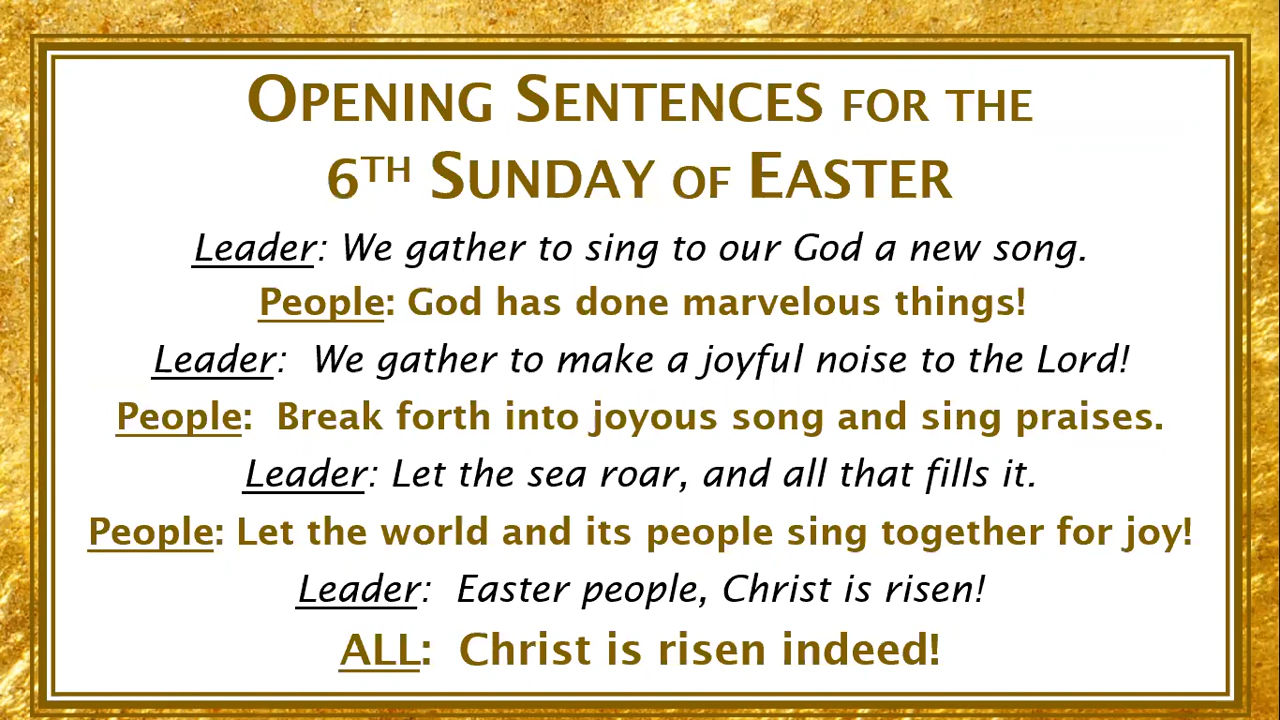 OPENING SENTENCES FOR THE
6TH SUNDAY OF EASTER
Leader: We gather to sing to our God a new song.
People: God has done marvelous things!
Leader:  We gather to make a joyful noise to the Lord!
People:  Break forth into joyous song and sing praises.
Leader: Let the sea roar, and all that fills it.
People: Let the world and its people sing together for joy!
Leader:  Easter people, Christ is risen!
ALL:  Christ is risen indeed!